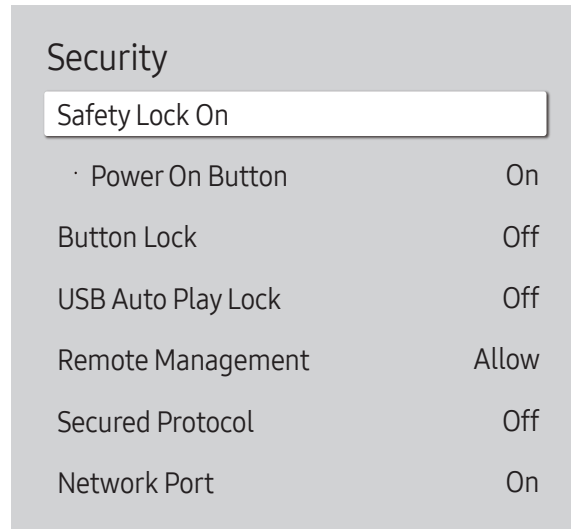 Security
Safety Lock On
· Power On Button On
Button Lock Off
USB Auto Play Lock Off
Remote Management Allow
Secured Protocol Off
Network Port On